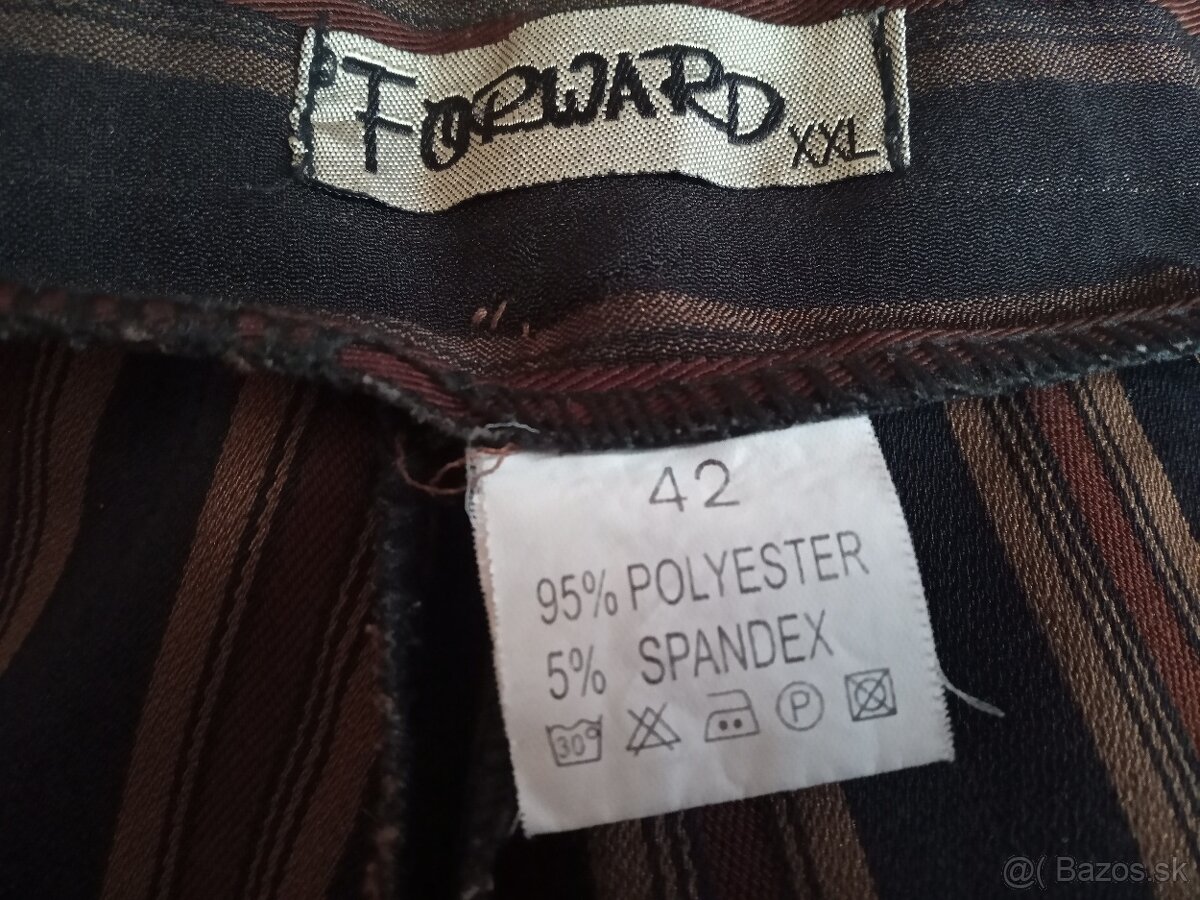 FORWARD XXL
42
95% POLYESTER
5% SPANDEX
30° P
@( Bazos.sk